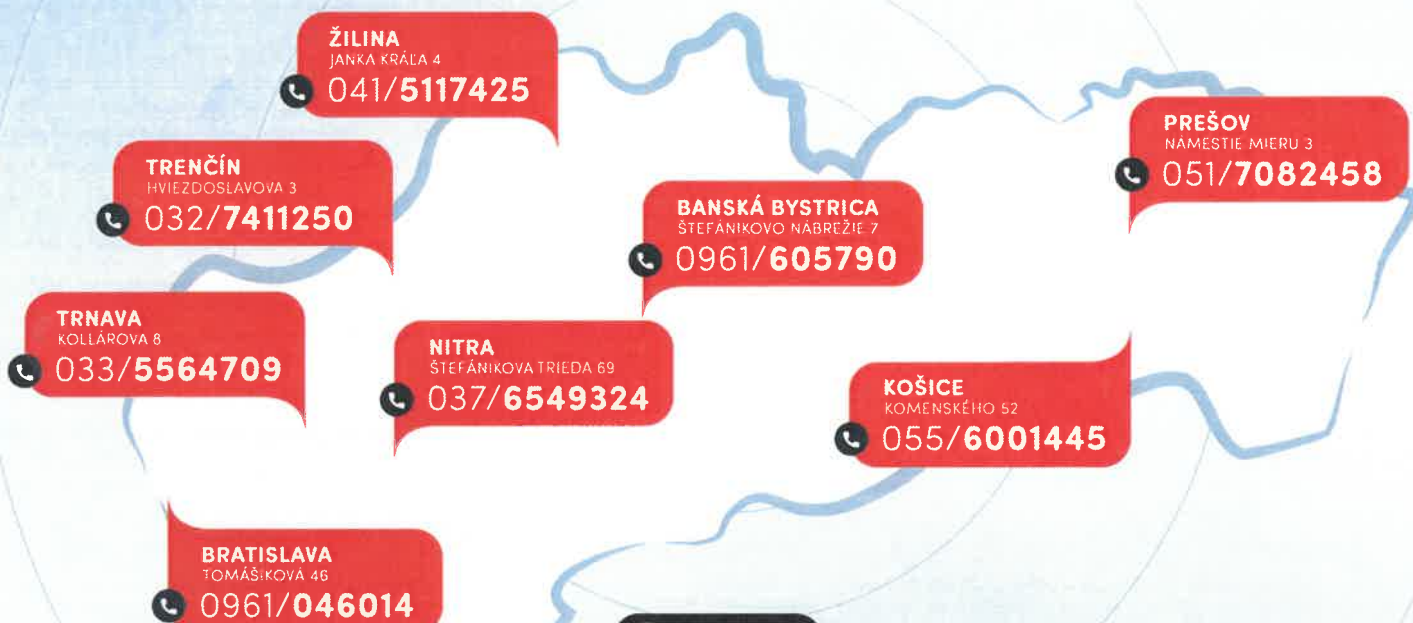 ŽILINA
JANKA KRÁĽA 4
041/5117425
PREŠOV
NÁMESTIE MIERU 3
051/7082458
TRENČÍN
HVIEZDOSLAVOVA 3
032/7411250
BANSKÁ BYSTRICA
ŠTEFÁNIKOVO NÁBREŽIE 7
0961/605790
TRNAVA
KOLLÁROVA 8
033/5564709
NITRA
ŠTEFÁNIKOVA TRIEDA 69
037/6549324
KOŠICE
KOMENSKÉHO 52
055/6001445
BRATISLAVA
TOMÁŠIKOVÁ 46
0961/046014